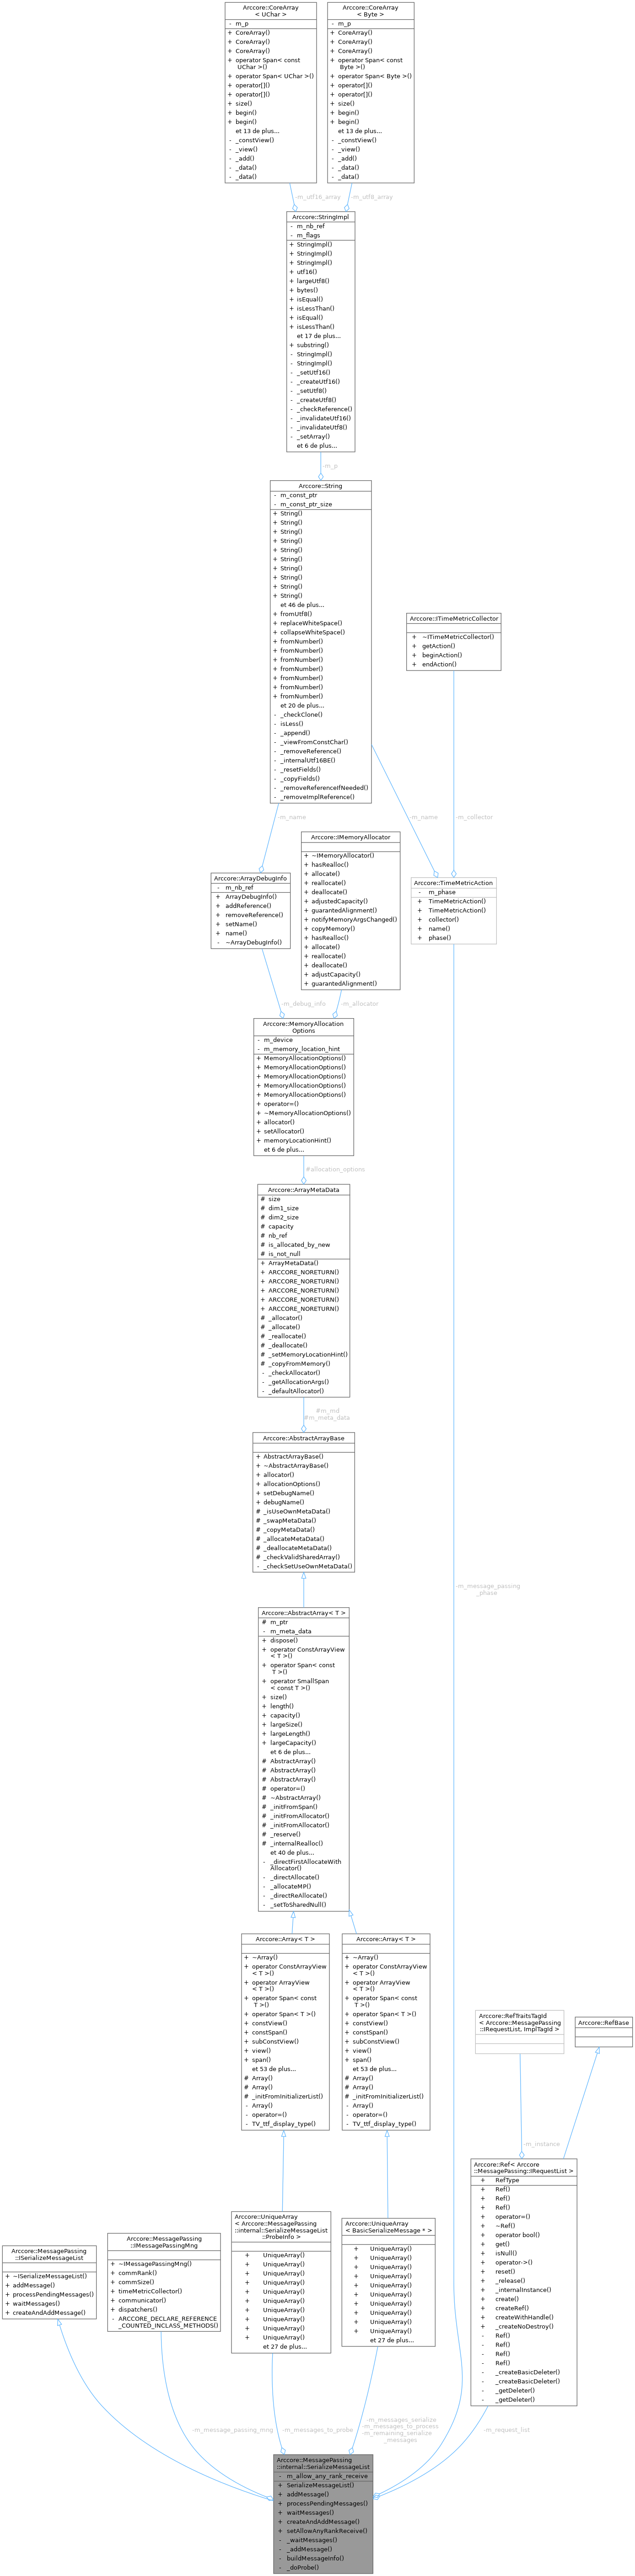 Arccore::CoreArray
< UChar >
- m_p
+ CoreArray()
+ CoreArray()
+ CoreArray()
+ operator Span< const
UChar >()
+ operator Span< UChar >()
+ operator[]()
+ operator[]()
+ size()
+ begin()
+ begin()
et 13 de plus...
- _constView()
- _view()
- _add()
- _data()
- _data()
Arccore::CoreArray
< Byte >
- m_p
+ CoreArray()
+ CoreArray()
+ CoreArray()
+ operator Span< const
Byte >()
+ operator Span< Byte >()
+ operator[]()
+ operator[]()
+ size()
+ begin()
+ begin()
et 13 de plus...
- _constView()
- _view()
- _add()
- _data()
- _data()
-m_utf16_array
-m_utf8_array
Arccore::StringImpl
- m_nb_ref
- m_flags
+ StringImpl()
+ StringImpl()
+ StringImpl()
+ utf16()
+ largeUtf8()
+ bytes()
+ isEqual()
+ isLessThan()
+ isEqual()
+ isLessThan()
et 17 de plus...
+ substring()
- StringImpl()
- StringImpl()
- _setUtf16()
- _createUtf16()
- _setUtf8()
- _createUtf8()
- _checkReference()
- _invalidateUtf16()
- _invalidateUtf8()
- _setArray()
et 6 de plus...
-m_p
Arccore::String
- m_const_ptr
- m_const_ptr_size
+ String()
+ String()
+ String()
+ String()
+ String()
+ String()
+ String()
+ String()
+ String()
+ String()
et 46 de plus...
+ fromUtf8()
+ replaceWhiteSpace()
+ collapseWhiteSpace()
+ fromNumber()
+ fromNumber()
+ fromNumber()
+ fromNumber()
+ fromNumber()
+ fromNumber()
+ fromNumber()
et 20 de plus...
- _checkClone()
- isLess()
- _append()
- _viewFromConstChar()
- _removeReference()
- _internalUtf16BE()
- _resetFields()
- _copyFields()
- _removeReferenceIfNeeded()
- _removeImplReference()
Arccore::ITimeMetricCollector
+ ~ITimeMetricCollector()
+ getAction()
+ beginAction()
+ endAction()
-m_name
-m_name
-m_collector
Arccore::ArrayDebugInfo
- m_nb_ref
+ ArrayDebugInfo()
+ addReference()
+ removeReference()
+ setName()
+ name()
- ~ArrayDebugInfo()
Arccore::IMemoryAllocator
+ ~IMemoryAllocator()
+ hasRealloc()
+ allocate()
+ reallocate()
+ deallocate()
+ adjustedCapacity()
+ guarantedAlignment()
+ notifyMemoryArgsChanged()
+ copyMemory()
+ hasRealloc()
+ allocate()
+ reallocate()
+ deallocate()
+ adjustCapacity()
+ guarantedAlignment()
Arccore::TimeMetricAction
- m_phase
+ TimeMetricAction()
+ TimeMetricAction()
+ collector()
+ name()
+ phase()
-m_debug_info
-m_allocator
Arccore::MemoryAllocation
Options
- m_device
- m_memory_location_hint
+ MemoryAllocationOptions()
+ MemoryAllocationOptions()
+ MemoryAllocationOptions()
+ MemoryAllocationOptions()
+ MemoryAllocationOptions()
+ operator=()
+ ~MemoryAllocationOptions()
+ allocator()
+ setAllocator()
+ memoryLocationHint()
et 6 de plus...
#allocation_options
Arccore::ArrayMetaData
# size
# dim1_size
# dim2_size
# capacity
# nb_ref
# is_allocated_by_new
# is_not_null
+ ArrayMetaData()
+ ARCCORE_NORETURN()
+ ARCCORE_NORETURN()
+ ARCCORE_NORETURN()
+ ARCCORE_NORETURN()
+ ARCCORE_NORETURN()
# _allocator()
# _allocate()
# _reallocate()
# _deallocate()
# _setMemoryLocationHint()
# _copyFromMemory()
- _checkAllocator()
- _getAllocationArgs()
- _defaultAllocator()
#m_md
#m_meta_data
Arccore::AbstractArrayBase
+ AbstractArrayBase()
+ ~AbstractArrayBase()
+ allocator()
+ allocationOptions()
+ setDebugName()
+ debugName()
# _isUseOwnMetaData()
# _swapMetaData()
# _copyMetaData()
# _allocateMetaData()
# _deallocateMetaData()
# _checkValidSharedArray()
- _checkSetUseOwnMetaData()
-m_message_passing
_phase
Arccore::AbstractArray< T >
# m_ptr
- m_meta_data
+ dispose()
+ operator ConstArrayView
< T >()
+ operator Span< const
T >()
+ operator SmallSpan
< const T >()
+ size()
+ length()
+ capacity()
+ largeSize()
+ largeLength()
+ largeCapacity()
et 6 de plus...
# AbstractArray()
# AbstractArray()
# AbstractArray()
# operator=()
# ~AbstractArray()
# _initFromSpan()
# _initFromAllocator()
# _initFromAllocator()
# _reserve()
# _internalRealloc()
et 40 de plus...
- _directFirstAllocateWith
Allocator()
- _directAllocate()
- _allocateMP()
- _directReAllocate()
- _setToSharedNull()
Arccore::Array< T >
+ ~Array()
+ operator ConstArrayView
< T >()
+ operator ArrayView
< T >()
+ operator Span< const
T >()
+ operator Span< T >()
+ constView()
+ constSpan()
+ subConstView()
+ view()
+ span()
et 53 de plus...
# Array()
# Array()
# _initFromInitializerList()
- Array()
- operator=()
- TV_ttf_display_type()
Arccore::Array< T >
+ ~Array()
+ operator ConstArrayView
< T >()
+ operator ArrayView
< T >()
+ operator Span< const
T >()
+ operator Span< T >()
+ constView()
+ constSpan()
+ subConstView()
+ view()
+ span()
et 53 de plus...
# Array()
# Array()
# _initFromInitializerList()
- Array()
- operator=()
- TV_ttf_display_type()
Arccore::RefTraitsTagId
< Arccore::MessagePassing
::IRequestList, ImplTagId >
Arccore::RefBase
-m_instance
Arccore::MessagePassing
::ISerializeMessageList
+ ~ISerializeMessageList()
+ addMessage()
+ processPendingMessages()
+ waitMessages()
+ createAndAddMessage()
Arccore::MessagePassing
::IMessagePassingMng
+ ~IMessagePassingMng()
+ commRank()
+ commSize()
+ timeMetricCollector()
+ communicator()
+ dispatchers()
- ARCCORE_DECLARE_REFERENCE
_COUNTED_INCLASS_METHODS()
Arccore::UniqueArray
< Arccore::MessagePassing
::internal::SerializeMessageList
::ProbeInfo >
+ UniqueArray()
+ UniqueArray()
+ UniqueArray()
+ UniqueArray()
+ UniqueArray()
+ UniqueArray()
+ UniqueArray()
+ UniqueArray()
+ UniqueArray()
+ UniqueArray()
et 27 de plus...
Arccore::UniqueArray
< BasicSerializeMessage * >
+ UniqueArray()
+ UniqueArray()
+ UniqueArray()
+ UniqueArray()
+ UniqueArray()
+ UniqueArray()
+ UniqueArray()
+ UniqueArray()
+ UniqueArray()
+ UniqueArray()
et 27 de plus...
Arccore::Ref< Arccore
::MessagePassing::IRequestList >
+ RefType
+ Ref()
+ Ref()
+ Ref()
+ operator=()
+ ~Ref()
+ operator bool()
+ get()
+ isNull()
+ operator->()
+ reset()
+ _release()
+ _internalInstance()
+ create()
+ createRef()
+ createWithHandle()
+ _createNoDestroy()
- Ref()
- Ref()
- Ref()
- Ref()
- _createBasicDeleter()
- _createBasicDeleter()
- _getDeleter()
- _getDeleter()
-m_message_passing_mng
-m_messages_to_probe
-m_messages_serialize
-m_messages_to_process
-m_remaining_serialize
_messages
-m_request_list
Arccore::MessagePassing
::internal::SerializeMessageList
- m_allow_any_rank_receive
+ SerializeMessageList()
+ addMessage()
+ processPendingMessages()
+ waitMessages()
+ createAndAddMessage()
+ setAllowAnyRankReceive()
- _waitMessages()
- _addMessage()
- buildMessageInfo()
- _doProbe()